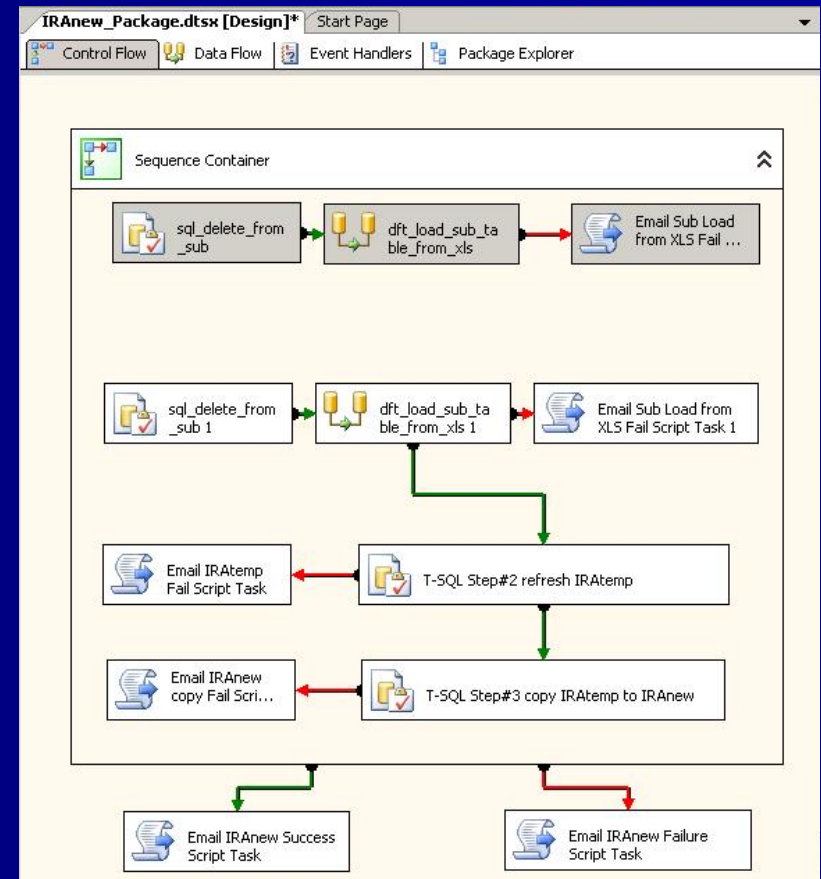 IRAnew_Package.dtsx [Design]* Start Page
Control Flow Data Flow Event Handlers Package Explorer
Sequence Container
sql_delete_from
_sub
dft_load_sub_ta
ble_from_xls
Email Sub Load
from XLS Fail ...
sql_delete_from
_sub 1
dft_load_sub_ta
ble_from_xls 1
Email Sub Load from
XLS Fail Script Task 1
Email IRAtemp
Fail Script Task
T-SQL Step#2 refresh IRAtemp
Email IRAnew
copy Fail Scri...
T-SQL Step#3 copy IRAtemp to IRAnew
Email IRAnew Success
Script Task
Email IRAnew Failure
Script Task